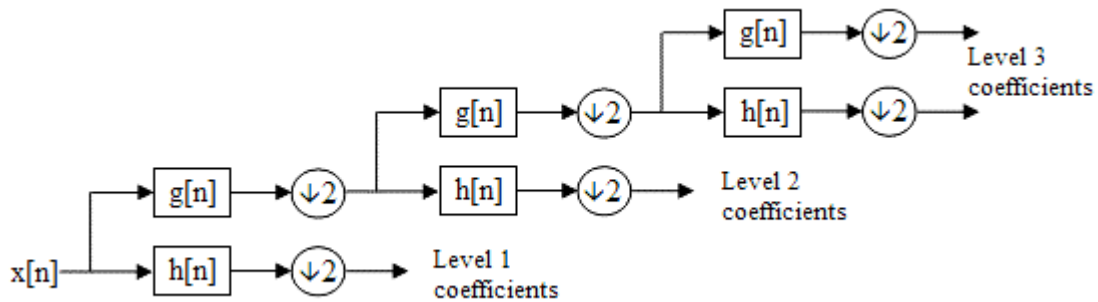 g[n] ↓2
Level 3
coefficients
g[n] ↓2 h[n] ↓2
g[n] ↓2 h[n] ↓2
Level 2
coefficients
x[n] h[n] ↓2
Level 1
coefficients